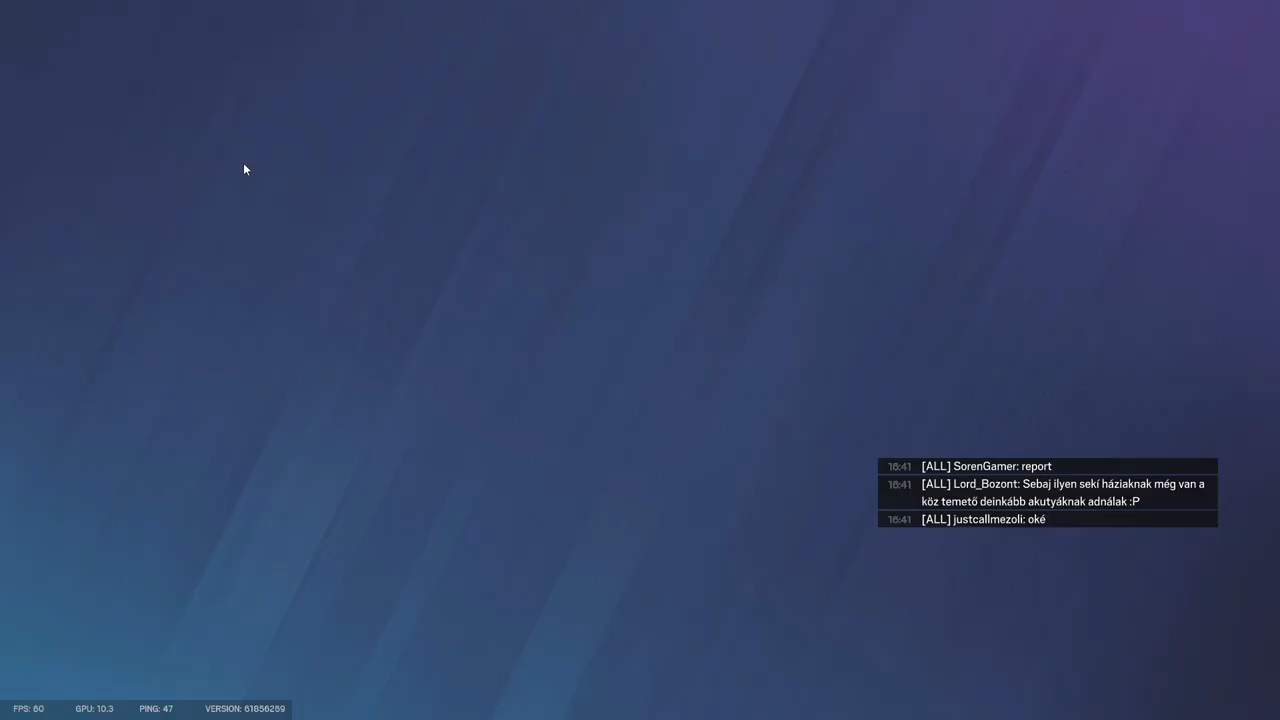 16:41 [ALL] SorenGamer: report
16:41 [ALL] Lord_Bozont: Sebaj ilyen sekí háziaknak még van a
köz temető deinkább akutyáknak adnálak :P
16:41 [ALL] justcallmezoli: oké
FPS: 60 GPU: 10.3 PING: 47 VERSION: 61856269